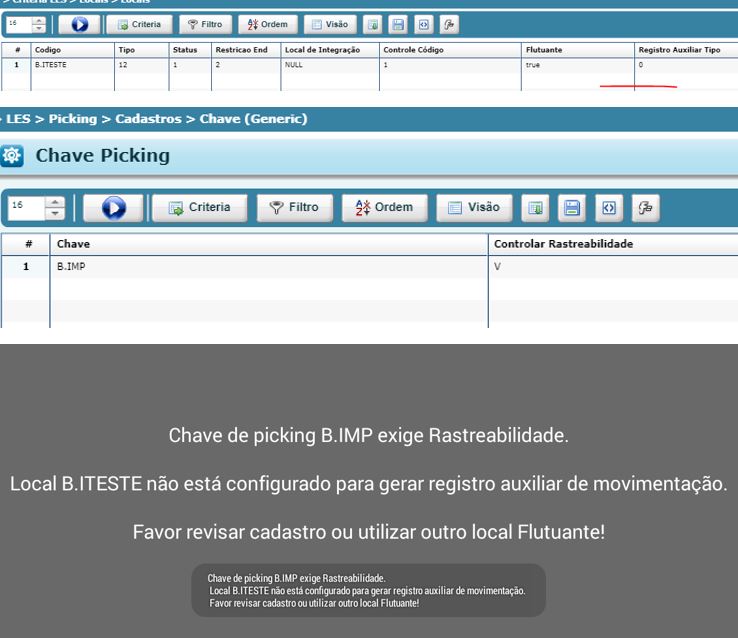 > Criteria LES > Locais > Locais
16 Criteria Filtro Ordem Visão
# Codigo Tipo Status Restricao End Local de Integração Controle Código Flutuante Registro Auxiliar Tipo
1 B.ITESTE 12 1 2 NULL 1 true 0
> LES > Picking > Cadastros > Chave (Generic)
Chave Picking
16 Criteria Filtro Ordem Visão
# Chave Controlar Rastreabilidade
1 B.IMP V
Chave de picking B.IMP exige Rastreabilidade.
Local B.ITESTE não está configurado para gerar registro auxiliar de movimentação.
Favor revisar cadastro ou utilizar outro local Flutuante!
Chave de picking B.IMP exige Rastreabilidade.
Local B.ITESTE não está configurado para gerar registro auxiliar de movimentação.
Favor revisar cadastro ou utilizar outro local Flutuante!